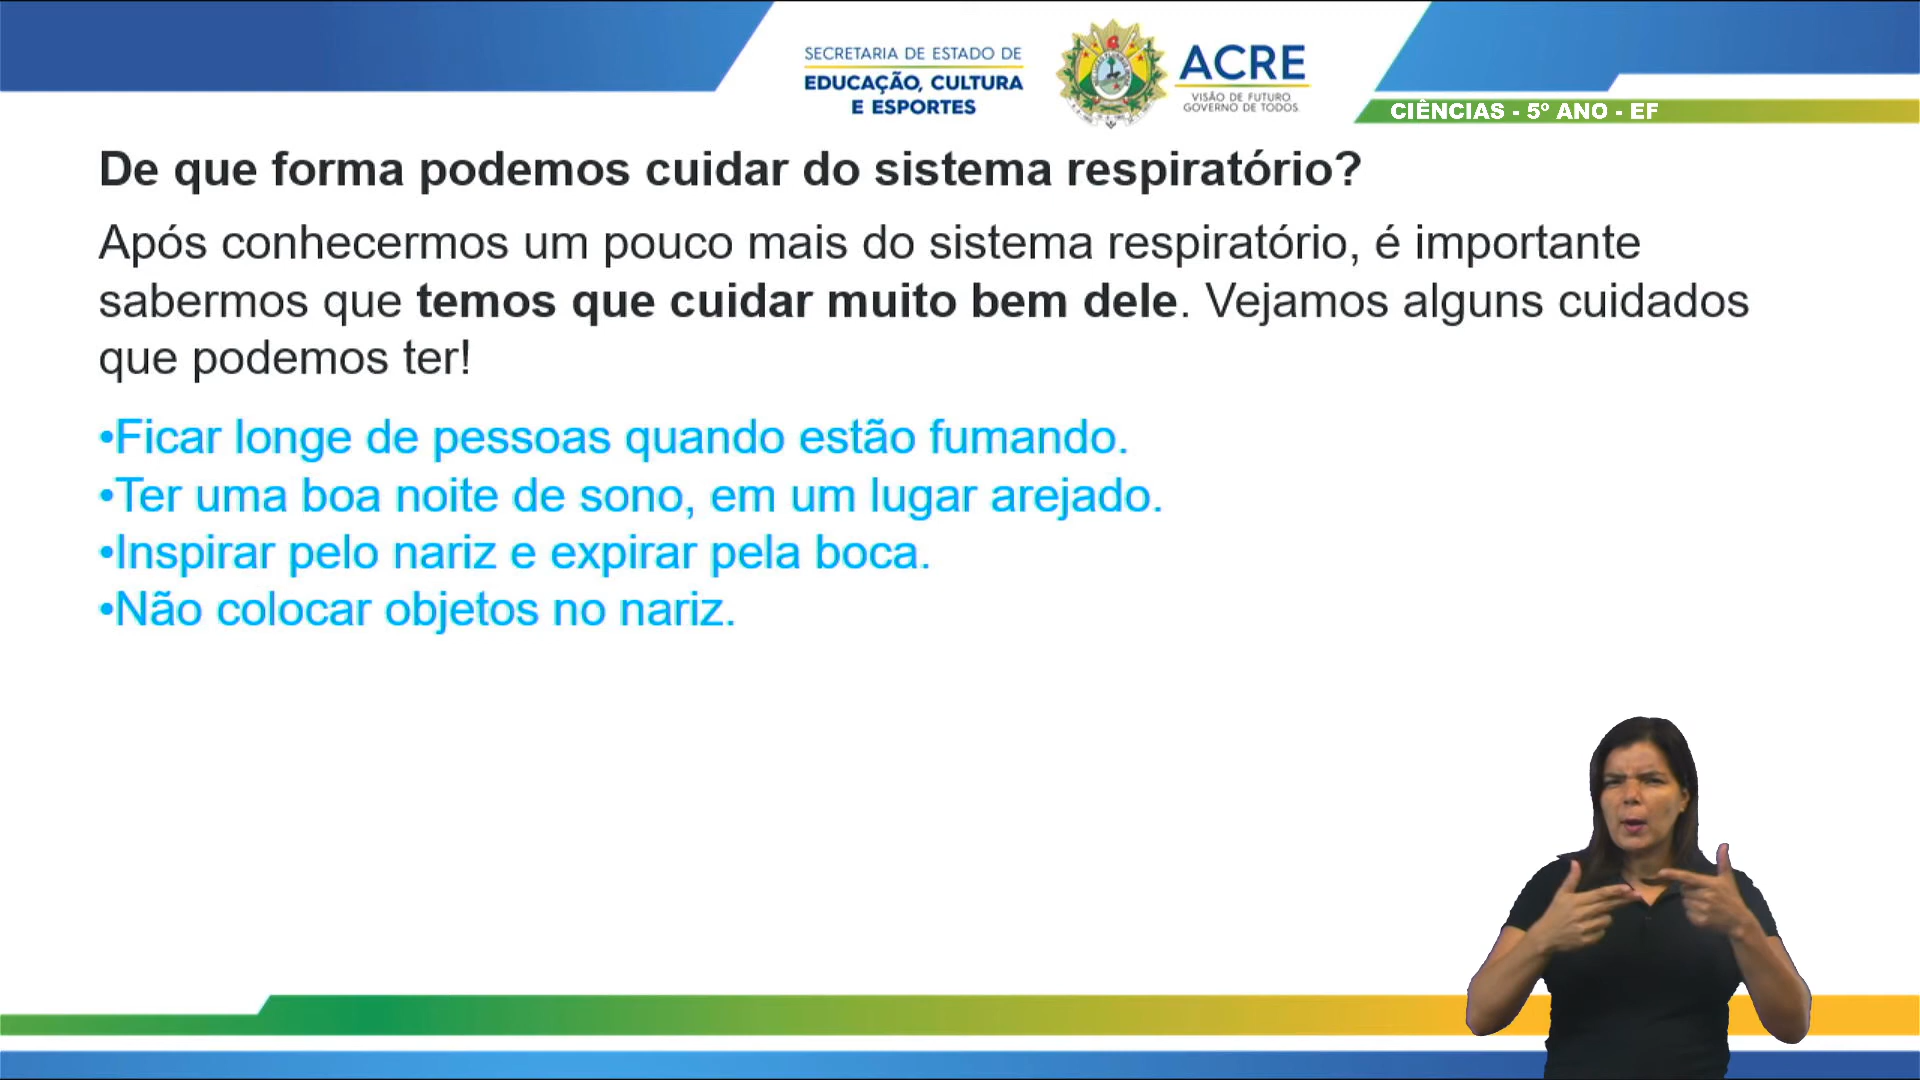 SECRETARIA DE ESTADO DE
EDUCAÇÃO, CULTURA
E ESPORTES
ACRE
VISÃO DE FUTURO.
GOVERNO DE TODOS.
CIÊNCIAS - 5º ANO - EF
De que forma podemos cuidar do sistema respiratório?
Após conhecermos um pouco mais do sistema respiratório, é importante
sabermos que temos que cuidar muito bem dele. Vejamos alguns cuidados
que podemos ter!
•Ficar longe de pessoas quando estão fumando.
•Ter uma boa noite de sono, em um lugar arejado.
•Inspirar pelo nariz e expirar pela boca.
•Não colocar objetos no nariz.